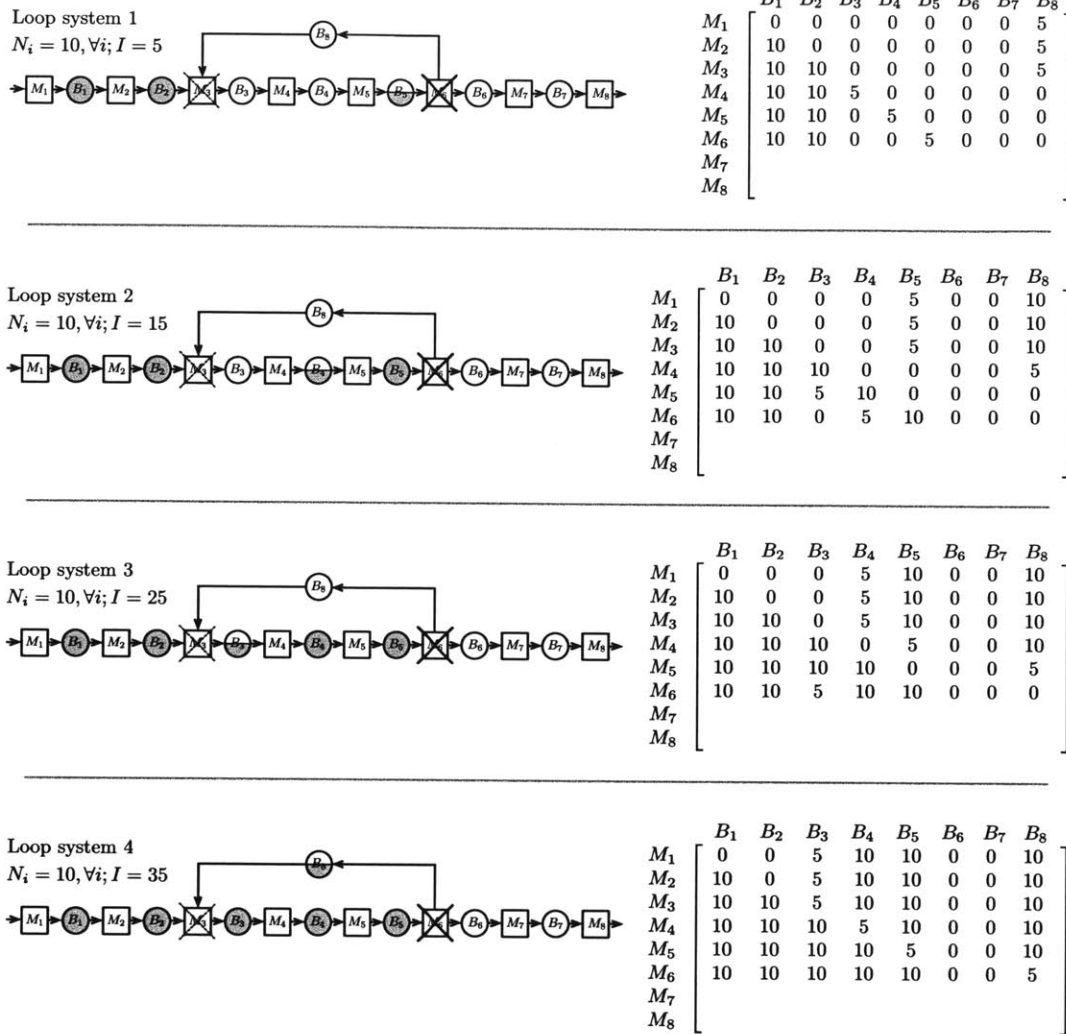 Loop system 1
N_i = 10, ∀i; I = 5
B_8
M_1 B_1 M_2 B_2 M_3 B_3 M_4 B_4 M_5 B_6 M_7 B_7 M_8
B_1 B_2 B_3 B_4 B_5 B_6 B_7 B_8
M_1 0 0 0 0 0 0 0 5
M_2 10 0 0 0 0 0 0 5
M_3 10 10 0 0 0 0 0 5
M_4 10 10 5 0 0 0 0 0
M_5 10 10 0 5 0 0 0 0
M_6 10 10 0 0 5 0 0 0
M_7
M_8
Loop system 2
N_i = 10, ∀i; I = 15
B_8
M_1 B_1 M_2 B_2 M_3 B_3 M_4 B_4 M_5 B_5 B_6 M_7 B_7 M_8
B_1 B_2 B_3 B_4 B_5 B_6 B_7 B_8
M_1 0 0 0 0 5 0 0 10
M_2 10 0 0 0 5 0 0 10
M_3 10 10 0 0 5 0 0 10
M_4 10 10 10 0 0 0 0 5
M_5 10 10 5 10 0 0 0 0
M_6 10 10 0 5 10 0 0 0
M_7
M_8
Loop system 3
N_i = 10, ∀i; I = 25
B_8
M_1 B_1 M_2 B_2 M_3 B_3 M_4 B_4 M_5 B_5 B_6 M_7 B_7 M_8
B_1 B_2 B_3 B_4 B_5 B_6 B_7 B_8
M_1 0 0 0 5 10 0 0 10
M_2 10 0 0 5 10 0 0 10
M_3 10 10 0 5 10 0 0 10
M_4 10 10 10 0 5 0 0 10
M_5 10 10 10 10 0 0 0 5
M_6 10 10 5 10 10 0 0 0
M_7
M_8
Loop system 4
N_i = 10, ∀i; I = 35
M_1 B_1 M_2 B_2 M_3 B_3 M_4 B_4 M_5 B_5 B_6 M_7 B_7 M_8
B_1 B_2 B_3 B_4 B_5 B_6 B_7 B_8
M_1 0 0 5 10 10 0 0 10
M_2 10 0 5 10 10 0 0 10
M_3 10 10 5 10 10 0 0 10
M_4 10 10 10 5 10 0 0 10
M_5 10 10 10 10 5 0 0 10
M_6 10 10 10 10 10 0 0 5
M_7
M_8